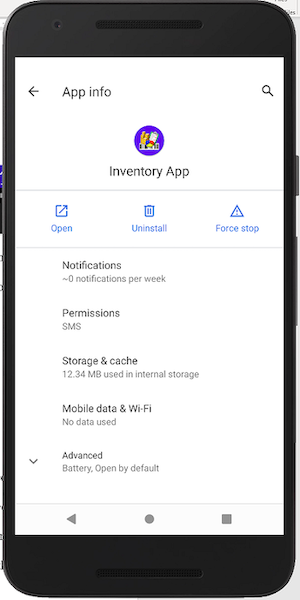 App info
Inventory App
Open Uninstall Force stop
Notifications
~0 notifications per week
Permissions
SMS
Storage & cache
12.34 MB used in internal storage
Mobile data & Wi-Fi
No data used
Advanced
Battery, Open by default